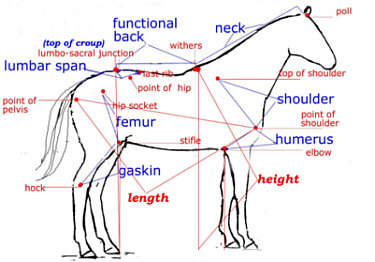 poll
neck
functional
back
withers
(top of croup)
lumbo-sacral junction
lumbar span
last rib
point of hip
top of shoulder
point of
pelvis
hip socket
shoulder
point of
shoulder
femur
stifle
humerus
elbow
gaskin
hock
length
height